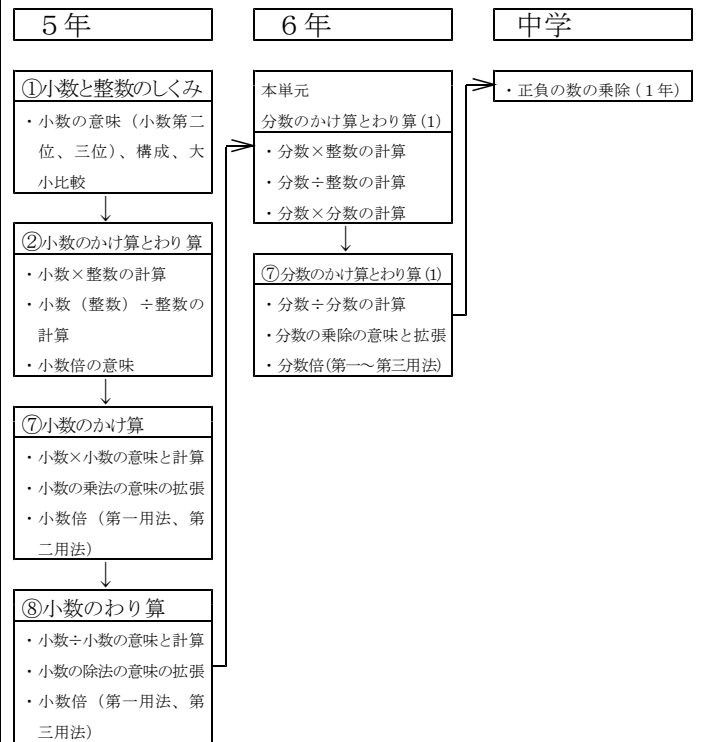 ５年
①小数と整数のしくみ
・小数の意味（小数第二
位、三位）、構成、大
小比較
↓
②小数のかけ算とわり算
・小数×整数の計算
・小数（整数）÷整数の
計算
・小数倍の意味
↓
⑦小数のかけ算
・小数×小数の意味と計算
・小数の乗法の意味の拡張
・小数倍（第一用法、第
二用法）
↓
⑧小数のわり算
・小数÷小数の意味と計算
・小数の除法の意味の拡張
・小数倍（第一用法、第
三用法）
６年
本単元
分数のかけ算とわり算(1)
・分数×整数の計算
・分数÷整数の計算
・分数×分数の計算
↓
⑦分数のかけ算とわり算(1)
・分数÷分数の計算
・分数の乗除の意味と拡張
・分数倍(第一～第三用法)
中学
・正負の数の乗除(１年)